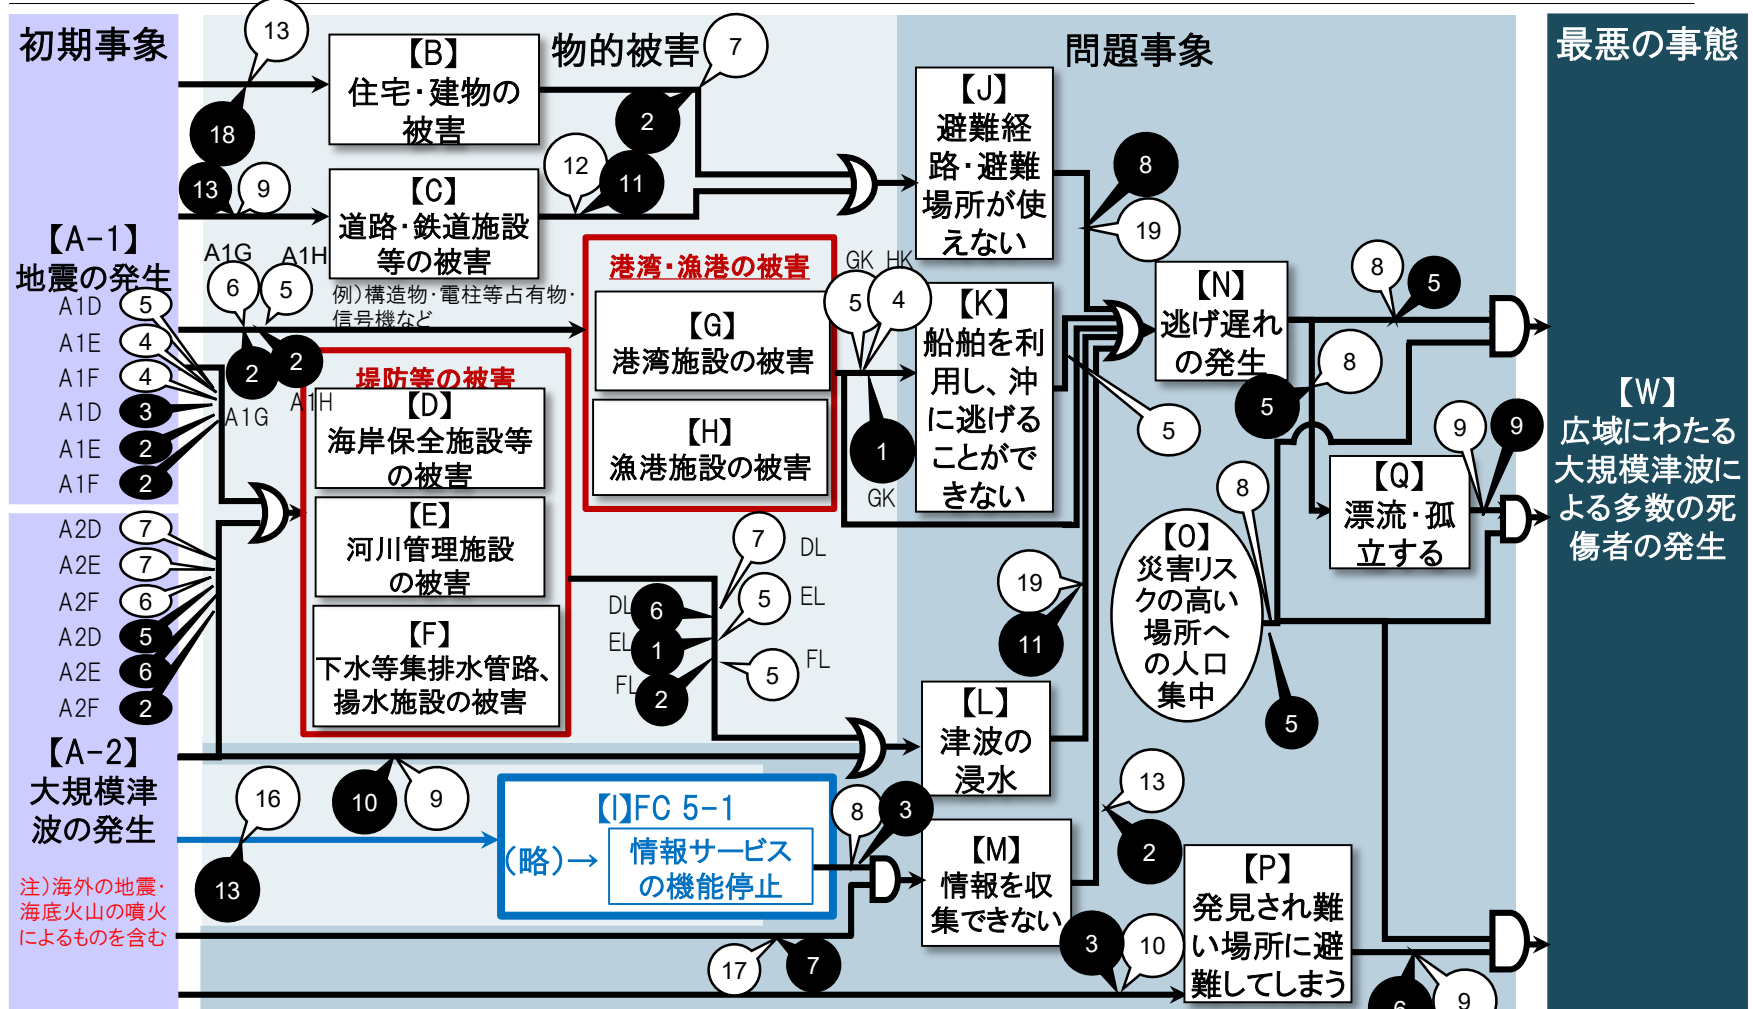 初期事象
物的被害
問題事象
最悪の事態
13
18
【B】
住宅・建物の
被害
7
2
13
9
【C】
道路・鉄道施設
等の被害
例）構造物・電柱等占有物・
信号機など
12
11
【J】
避難経
路・避難
場所が使
えない
8
19
【A-1】
地震の発生
A1D 5
A1E 4
A1F 4
A1D 3
A1E 2
A1F 2
A1G
A1H
6
5
2
2
A1G
A1H
港湾・漁港の被害
【G】
港湾施設の被害
【H】
漁港施設の被害
GK HK
5
4
1
GK
【K】
船舶を利
用し、沖
に逃げる
ことがで
きない
5
【N】
逃げ遅れ
の発生
8
5
8
5
堤防等の被害
【D】
海岸保全施設等
の被害
【E】
河川管理施設
の被害
【F】
下水等集排水管路、
揚水施設の被害
A2D 7
A2E 7
A2F 6
A2D 5
A2E 6
A2F 2
7 DL
5 EL
5 FL
DL 6
EL 1
FL 2
【Q】
漂流・孤
立する
9
9
【O】
災害リス
クの高い
場所へ
の人口
集中
8
5
19
11
【W】
広域にわたる
大規模津波に
よる多数の死
傷者の発生
【A-2】
大規模津
波の発生
注）海外の地震・
海底火山の噴火
によるものを含む
10
9
【L】
津波の
浸水
16
13
【I】FC 5-1
（略）→
情報サービス
の機能停止
8
3
【M】
情報を収
集できない
13
2
17
7
3
10
【P】
発見され難
い場所に避
難してしまう
6
9